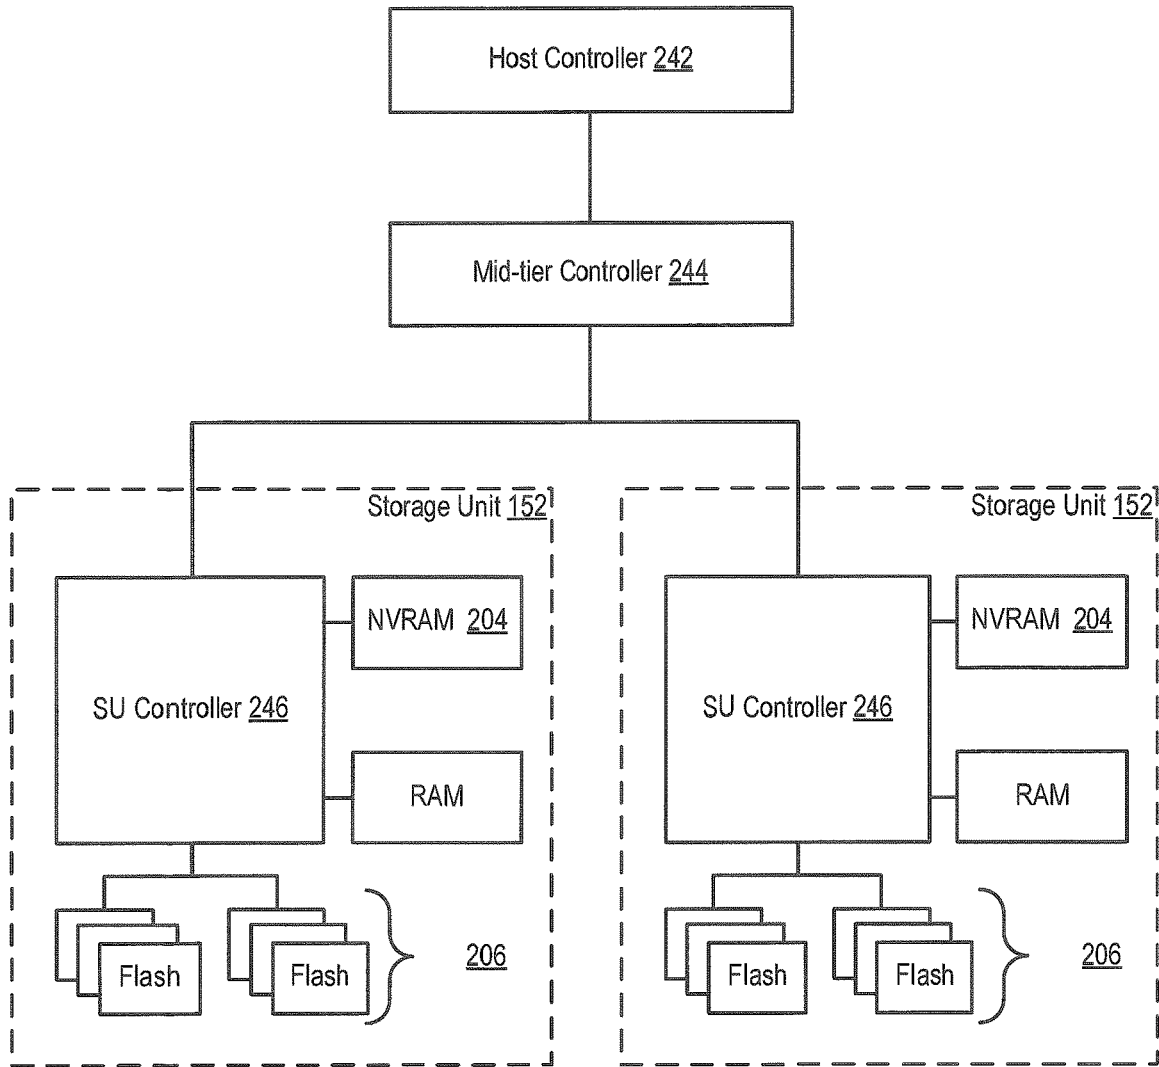 Host Controller 242
Mid-tier Controller 244
Storage Unit 152
Storage Unit 152
NVRAM 204
NVRAM 204
SU Controller 246
SU Controller 246
RAM
RAM
Flash
Flash
206
Flash
Flash
206